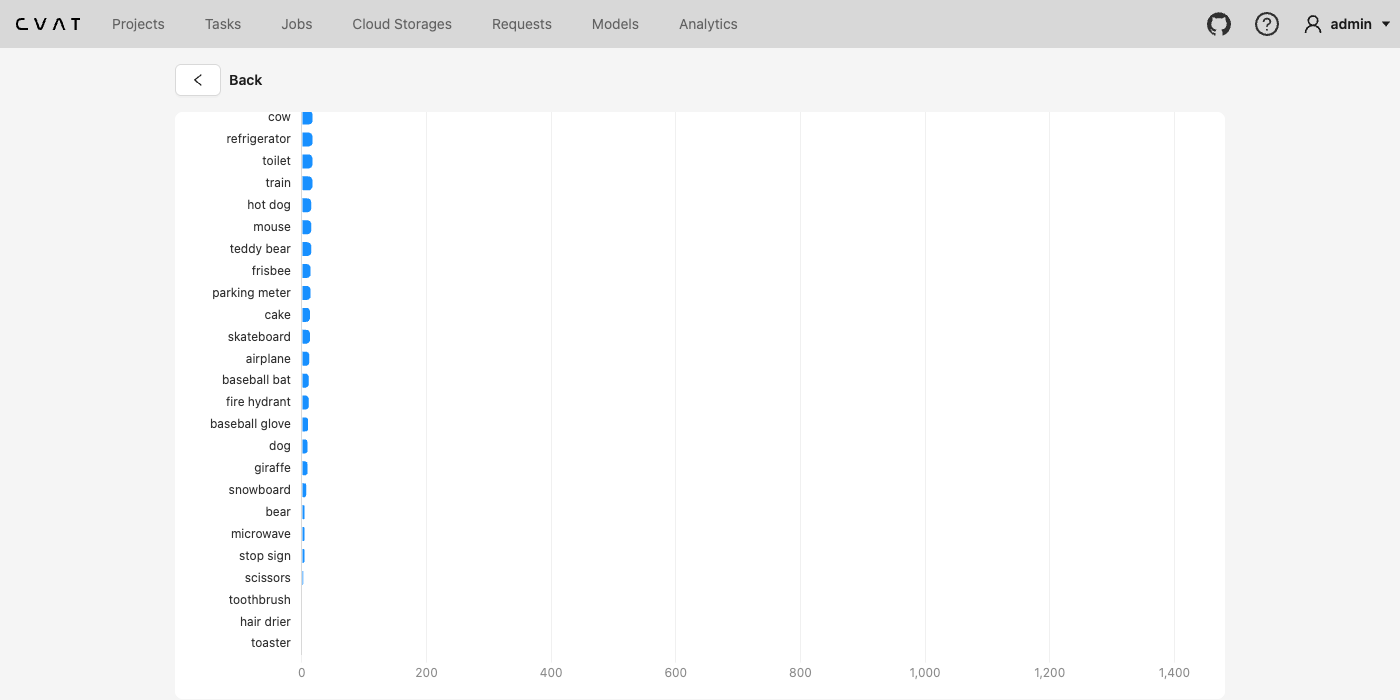 CVAT Projects Tasks Jobs Cloud Storages Requests Models Analytics admin
Back
cow
refrigerator
toilet
train
hot dog
mouse
teddy bear
frisbee
parking meter
cake
skateboard
airplane
baseball bat
fire hydrant
baseball glove
dog
giraffe
snowboard
bear
microwave
stop sign
scissors
toothbrush
hair drier
toaster
0 200 400 600 800 1,000 1,200 1,400